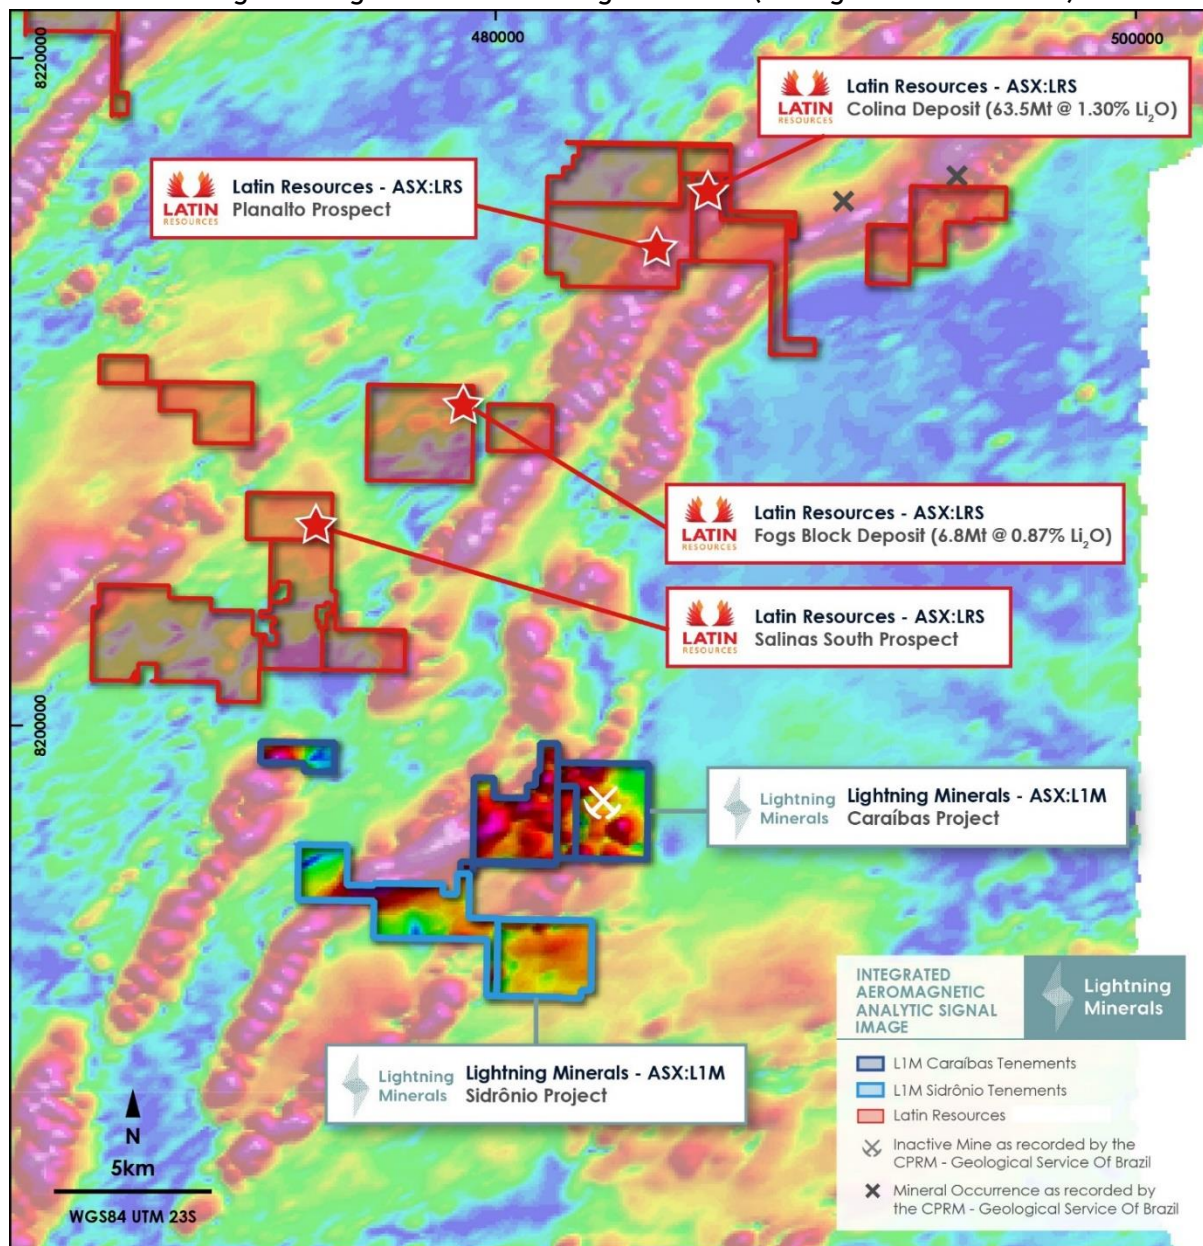 480000
500000
8220000
Latin Resources - ASX:LRS
Colina Deposit (63.5Mt @ 1.30% Li₂O)
LATIN
RESOURCES
Latin Resources - ASX:LRS
Planalto Prospect
LATIN
RESOURCES
Latin Resources - ASX:LRS
Fogs Block Deposit (6.8Mt @ 0.87% Li₂O)
LATIN
RESOURCES
Latin Resources - ASX:LRS
Salinas South Prospect
LATIN
RESOURCES
8200000
Lightning
Minerals
Lightning Minerals - ASX:L1M
Caraíbas Project
Lightning
Minerals
Lightning Minerals - ASX:L1M
Sidrônio Project
INTEGRATED
AEROMAGNETIC
ANALYTIC SIGNAL
IMAGE
Lightning
Minerals
L1M Caraíbas Tenements
L1M Sidrônio Tenements
Latin Resources
Inactive Mine as recorded by the
CPRM - Geological Service Of Brazil
Mineral Occurrence as recorded by
the CPRM - Geological Service Of Brazil
N
5km
WGS84 UTM 23S